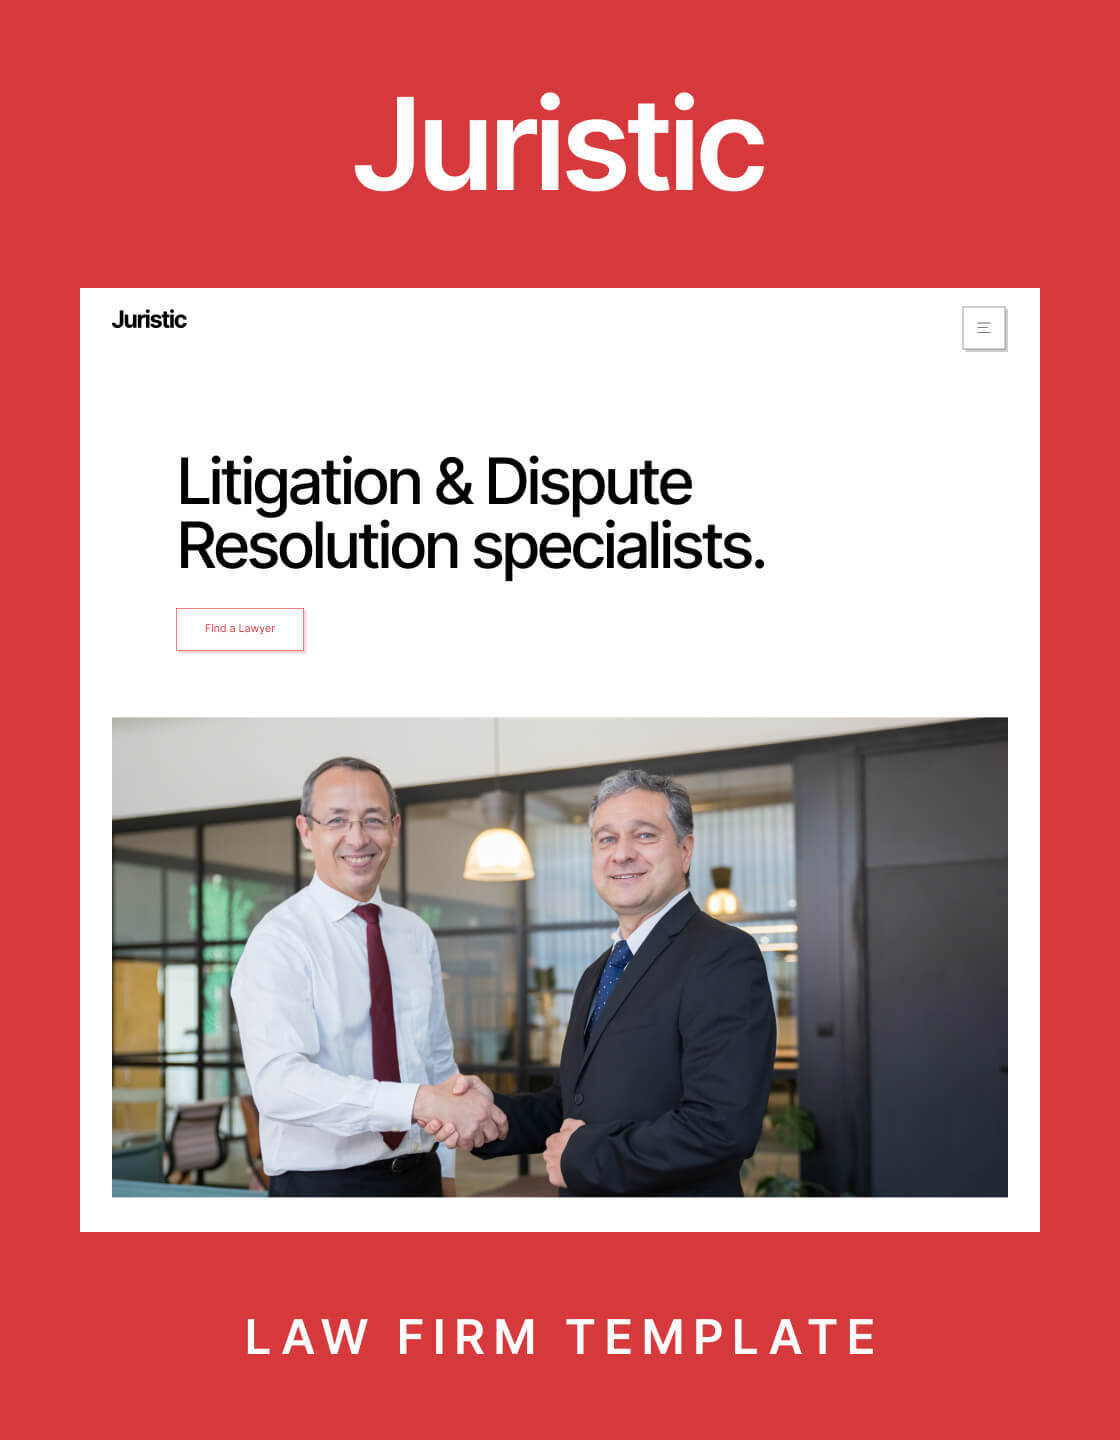 Juristic
Juristic
Litigation & Dispute
Resolution specialists.
FInd a Lawyer
LAW FIRM TEMPLATE